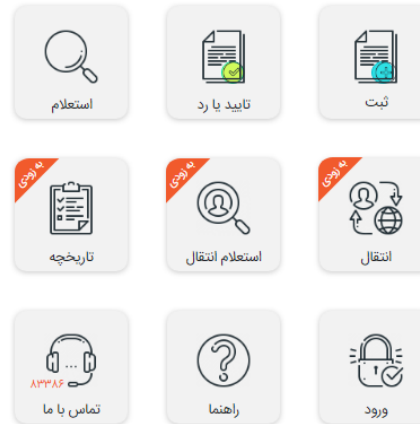 ثبت
تایید یا رد
استعلام
به زودی
انتقال
به زودی
استعلام انتقال
به زودی
تاریخچه
ورود
راهنما
۸۳۳۸۶
تماس با ما